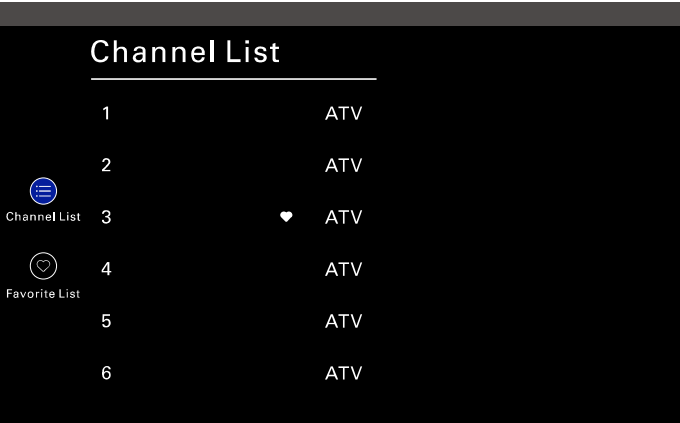 Channel List
1 ATV
2 ATV
Channel List
3 ATV
4 ATV
Favorite List
5 ATV
6 ATV